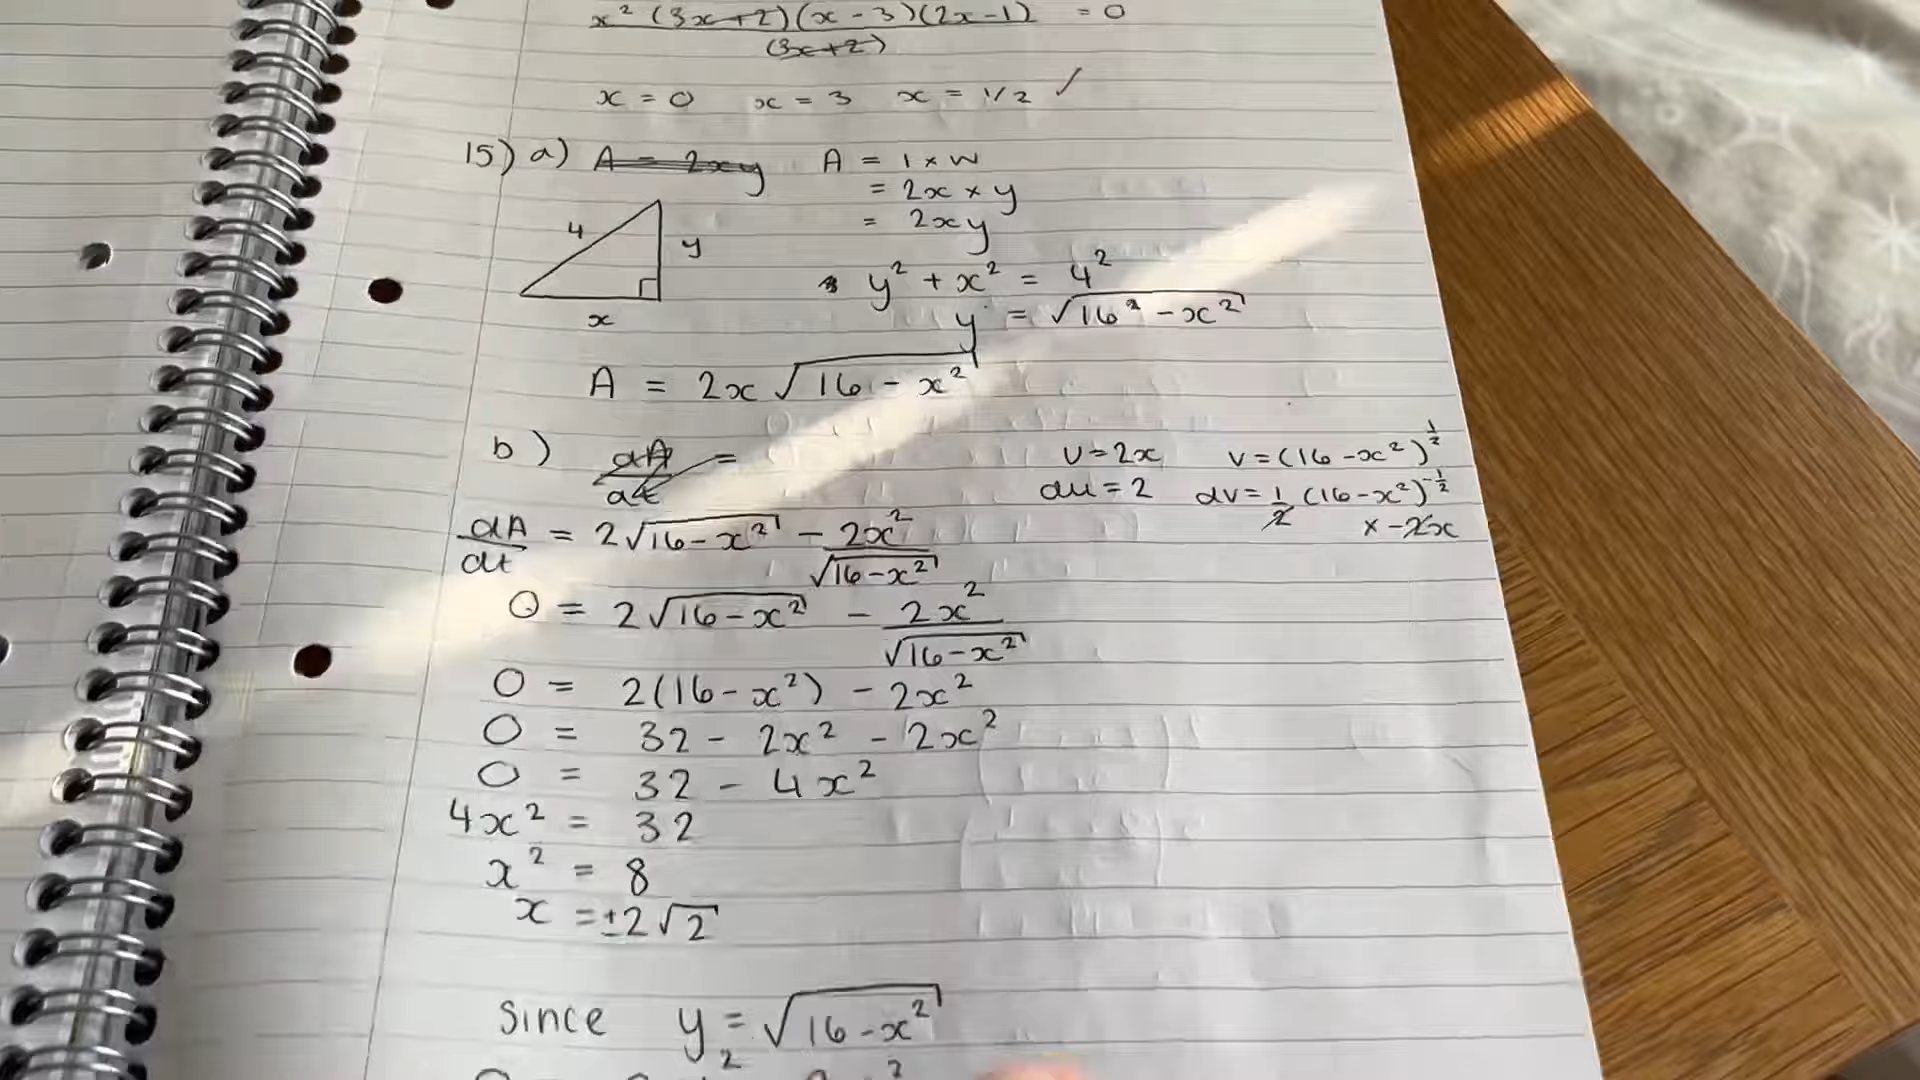 x² (3x+2)(x-3)(2x-1) = 0
(3x+2)
x = 0 x = 3 x = 1/2 ✓
15) a) A = 2xy A = l × w
= 2x × y
= 2xy
4 y
x
y² + x² = 4²
y = √16² - x²
A = 2x √16 - x²
b) dA/dt =
u = 2x v = (16 - x²)^½
du = 2 dv = ½ (16 - x²)^-½
× -2x
dA/dt = 2√16 - x² - 2x²/√16 - x²
0 = 2√16 - x² - 2x²/√16 - x²
0 = 2(16 - x²) - 2x²
0 = 32 - 2x² - 2x²
0 = 32 - 4x²
4x² = 32
x² = 8
x = ±2√2
Since y = √16 - x²